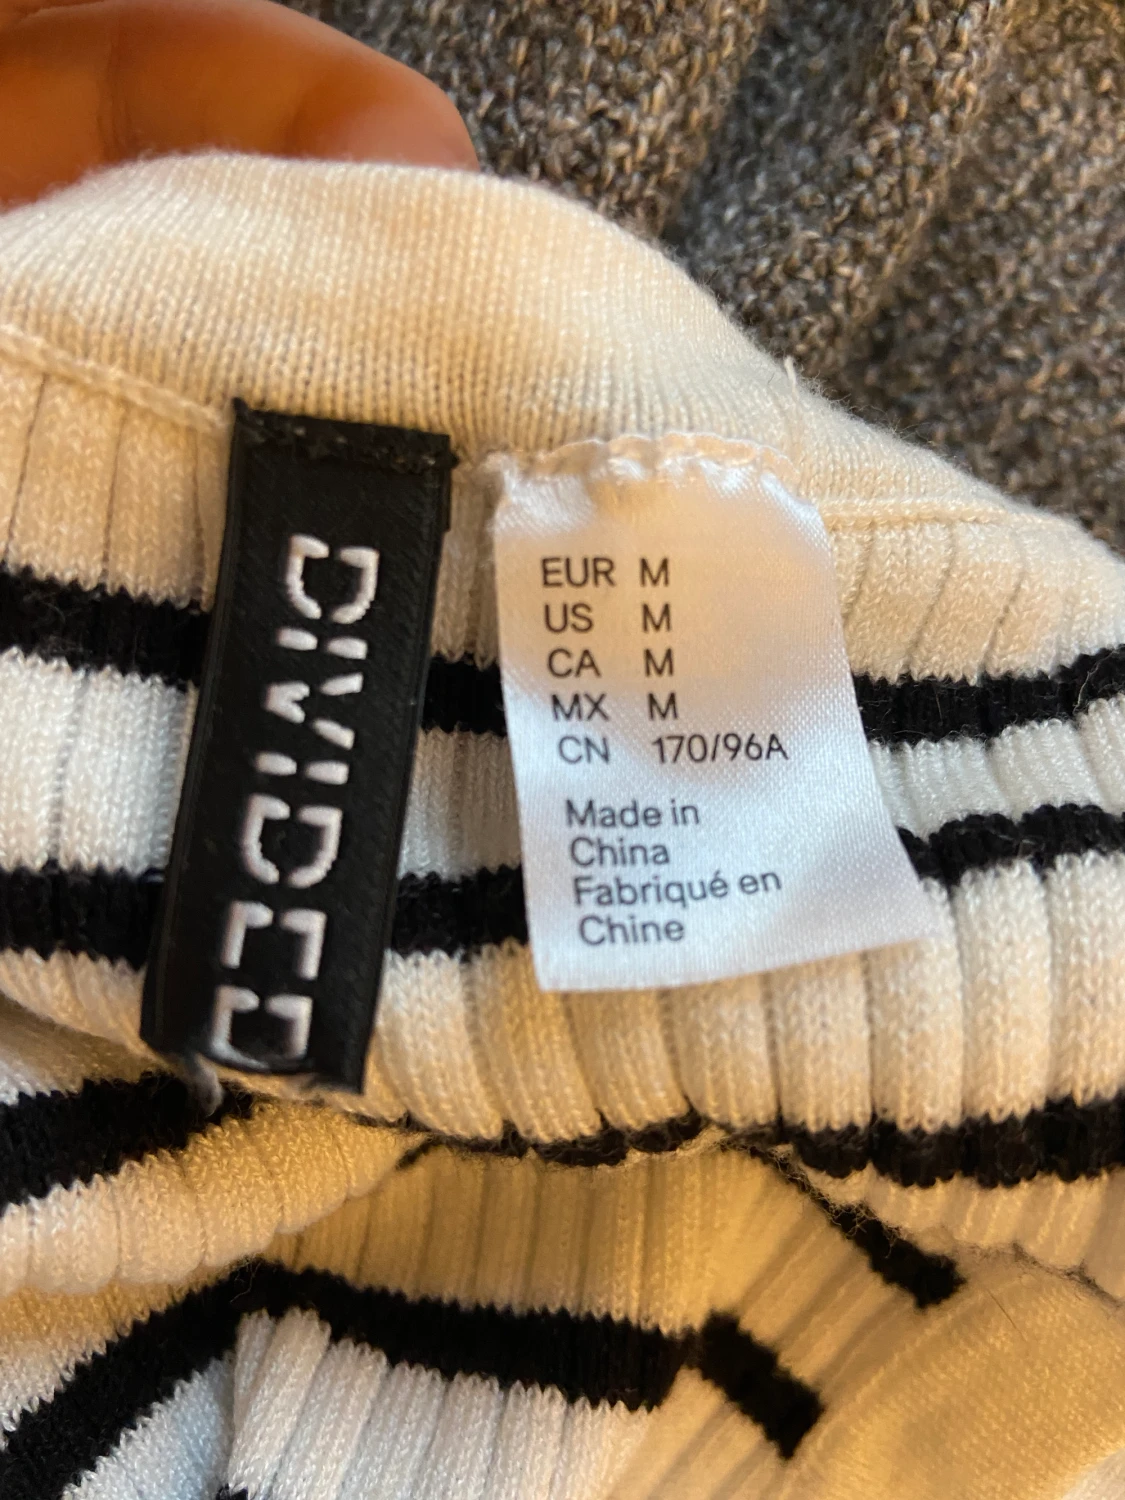 DIVIDED
EUR M
US M
CA M
MX M
CN 170/96A
Made in
China
Fabriqué en
Chine